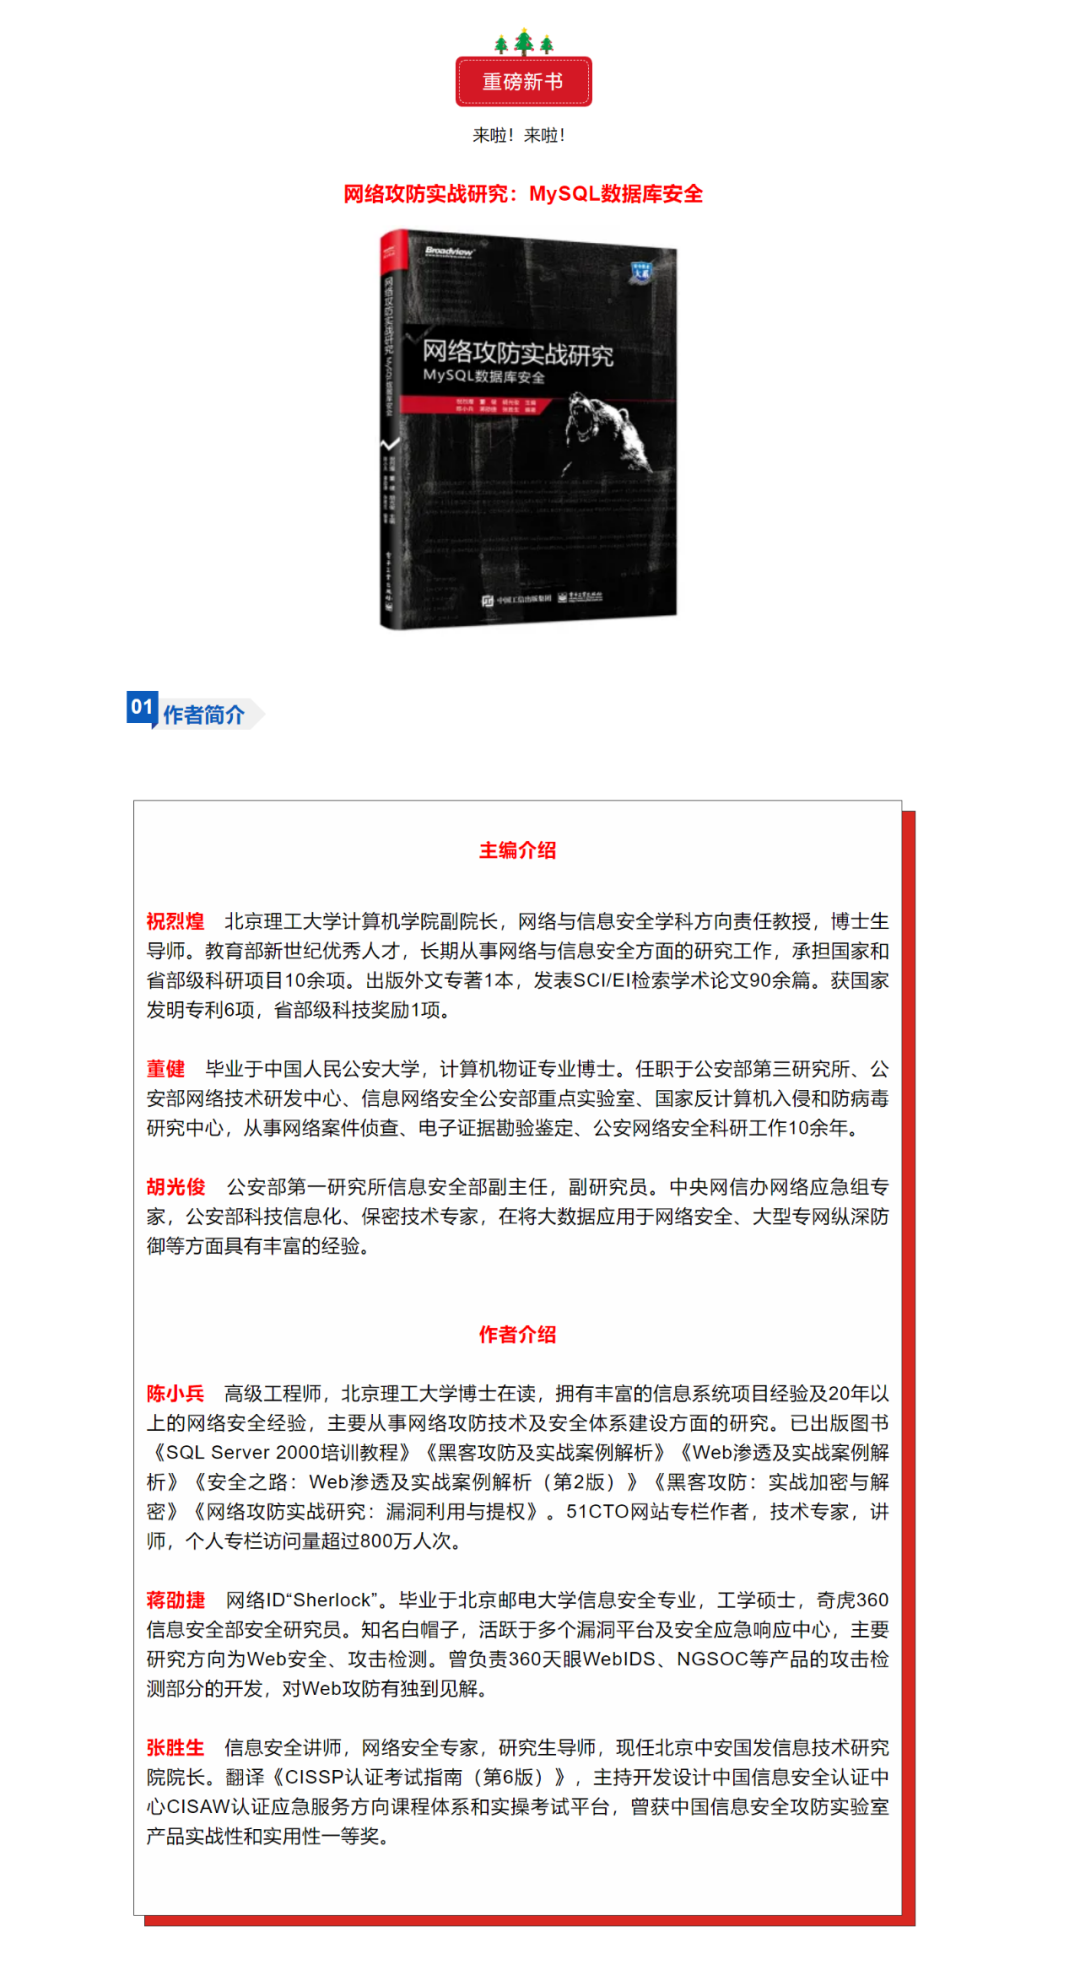 重磅新书
来啦！来啦！
网络攻防实战研究：MySQL数据库安全
Broadview
网络攻防实战研究
MySQL数据库安全
网络攻防实战研究 MySQL数据库安全
中国工信出版集团 电子工业出版社
01 作者简介
主编介绍
祝烈煌 北京理工大学计算机学院副院长，网络与信息安全学科方向责任教授，博士生
导师。教育部新世纪优秀人才，长期从事网络与信息安全方面的研究工作，承担国家和
省部级科研项目10余项。出版外文专著1本，发表SCI/EI检索学术论文90余篇。获国家
发明专利6项，省部级科技奖励1项。
董健 毕业于中国人民公安大学，计算机物证专业博士。任职于公安部第三研究所、公
安部网络技术研发中心、信息网络安全公安部重点实验室、国家反计算机入侵和防病毒
研究中心，从事网络案件侦查、电子证据勘验鉴定、公安网络安全科研工作10余年。
胡光俊 公安部第一研究所信息安全部副主任，副研究员。中央网信办网络应急组专
家，公安部科技信息化、保密技术专家，在将大数据应用于网络安全、大型专网纵深防
御等方面具有丰富的经验。
作者介绍
陈小兵 高级工程师，北京理工大学博士在读，拥有丰富的信息系统项目经验及20年以
上的网络安全经验，主要从事网络攻防技术及安全体系建设方面的研究。已出版图书
《SQL Server 2000培训教程》《黑客攻防及实战案例解析》《Web渗透及实战案例解
析》《安全之路：Web渗透及实战案例解析（第2版）》《黑客攻防：实战加密与解
密》《网络攻防实战研究：漏洞利用与提权》。51CTO网站专栏作者，技术专家，讲
师，个人专栏访问量超过800万人次。
蒋劭捷 网络ID“Sherlock”。毕业于北京邮电大学信息安全专业，工学硕士，奇虎360
信息安全部安全研究员。知名白帽子，活跃于多个漏洞平台及安全应急响应中心，主要
研究方向为Web安全、攻击检测。曾负责360天眼WebIDS、NGSOC等产品的攻击检
测部分的开发，对Web攻防有独到见解。
张胜生 信息安全讲师，网络安全专家，研究生导师，现任北京中安国发信息技术研究
院院长。翻译《CISSP认证考试指南（第6版）》，主持开发设计中国信息安全认证中
心CISAW认证应急服务方向课程体系和实操考试平台，曾获中国信息安全攻防实验室
产品实战性和实用性一等奖。